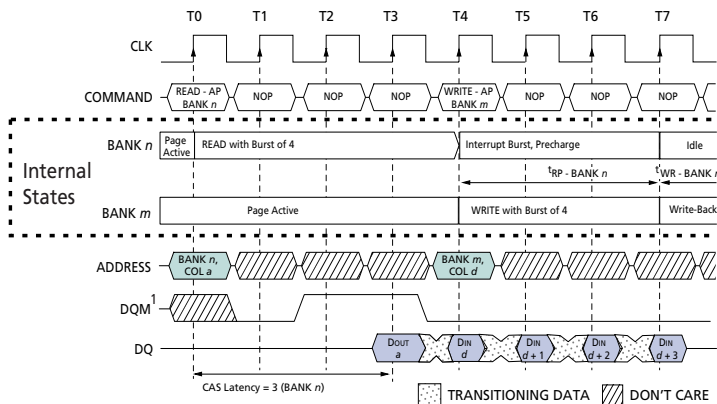 T0 T1 T2 T3 T4 T5 T6 T7
CLK
COMMAND READ - AP BANK n NOP NOP NOP WRITE - AP BANK m NOP NOP NOP
Internal States
BANK n Page Active READ with Burst of 4 Interrupt Burst, Precharge Idle
tRP - BANK n tWR - BANK
BANK m Page Active WRITE with Burst of 4 Write-Back
ADDRESS BANK n, COL a BANK m, COL d
DQM1
DQ DOUT a DIN d DIN d + 1 DIN d + 2 DIN d + 3
CAS Latency = 3 (BANK n)
TRANSITIONING DATA DON'T CARE